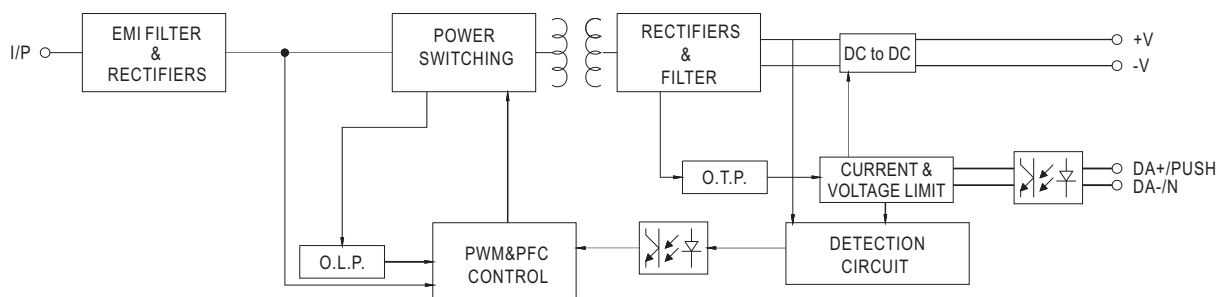 I/P
EMI FILTER
&
RECTIFIERS
POWER
SWITCHING
RECTIFIERS
&
FILTER
DC to DC
+V
-V
O.T.P.
CURRENT &
VOLTAGE LIMIT
DA+/PUSH
DA-/N
O.L.P.
PWM&PFC
CONTROL
DETECTION
CIRCUIT